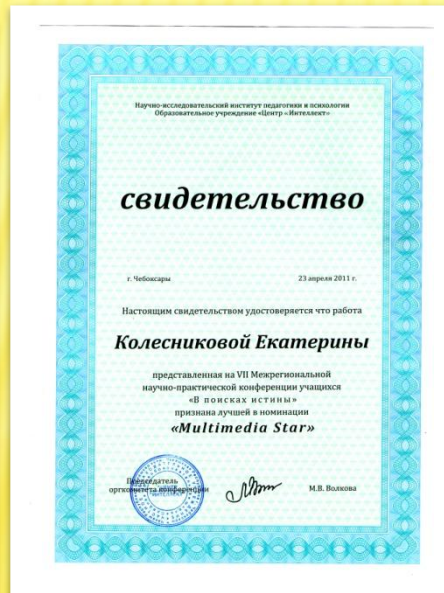 Научно-исследовательский институт педагогики и психологии
Образовательное учреждение «Центр «Интеллект»
свидетельство
г. Чебоксары 23 апреля 2011 г.
Настоящим свидетельством удостоверяется что работа
Колесниковой Екатерины
представленная на VII Межрегиональной
научно-практической конференции учащихся
«В поисках истины»
признана лучшей в номинации
«Multimedia Star»
Председатель
оргкомитета конференции М.В. Волкова